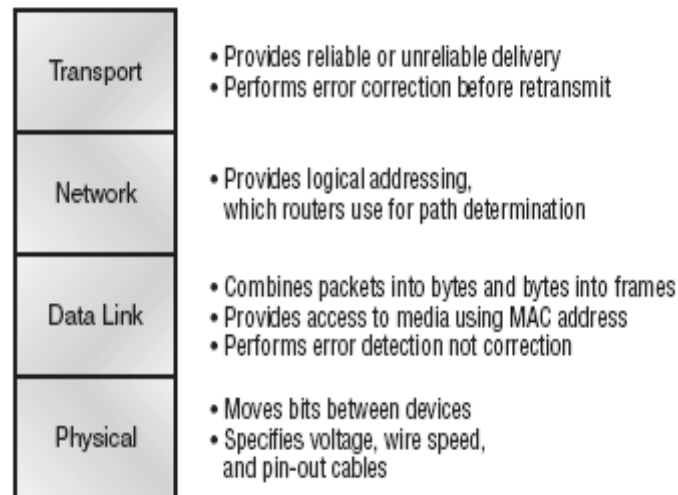 Transport
• Provides reliable or unreliable delivery
• Performs error correction before retransmit
Network
• Provides logical addressing,
which routers use for path determination
Data Link
• Combines packets into bytes and bytes into frames
• Provides access to media using MAC address
• Performs error detection not correction
Physical
• Moves bits between devices
• Specifies voltage, wire speed,
and pin-out cables